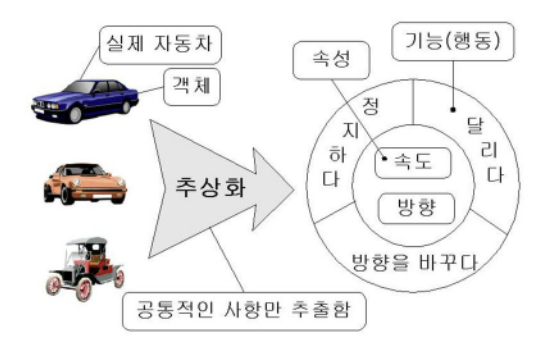 실제 자동차
객체
속성
기능(행동)
정지하다
달리다
속도
방향
방향을 바꾸다
추상화
공통적인 사항만 추출함